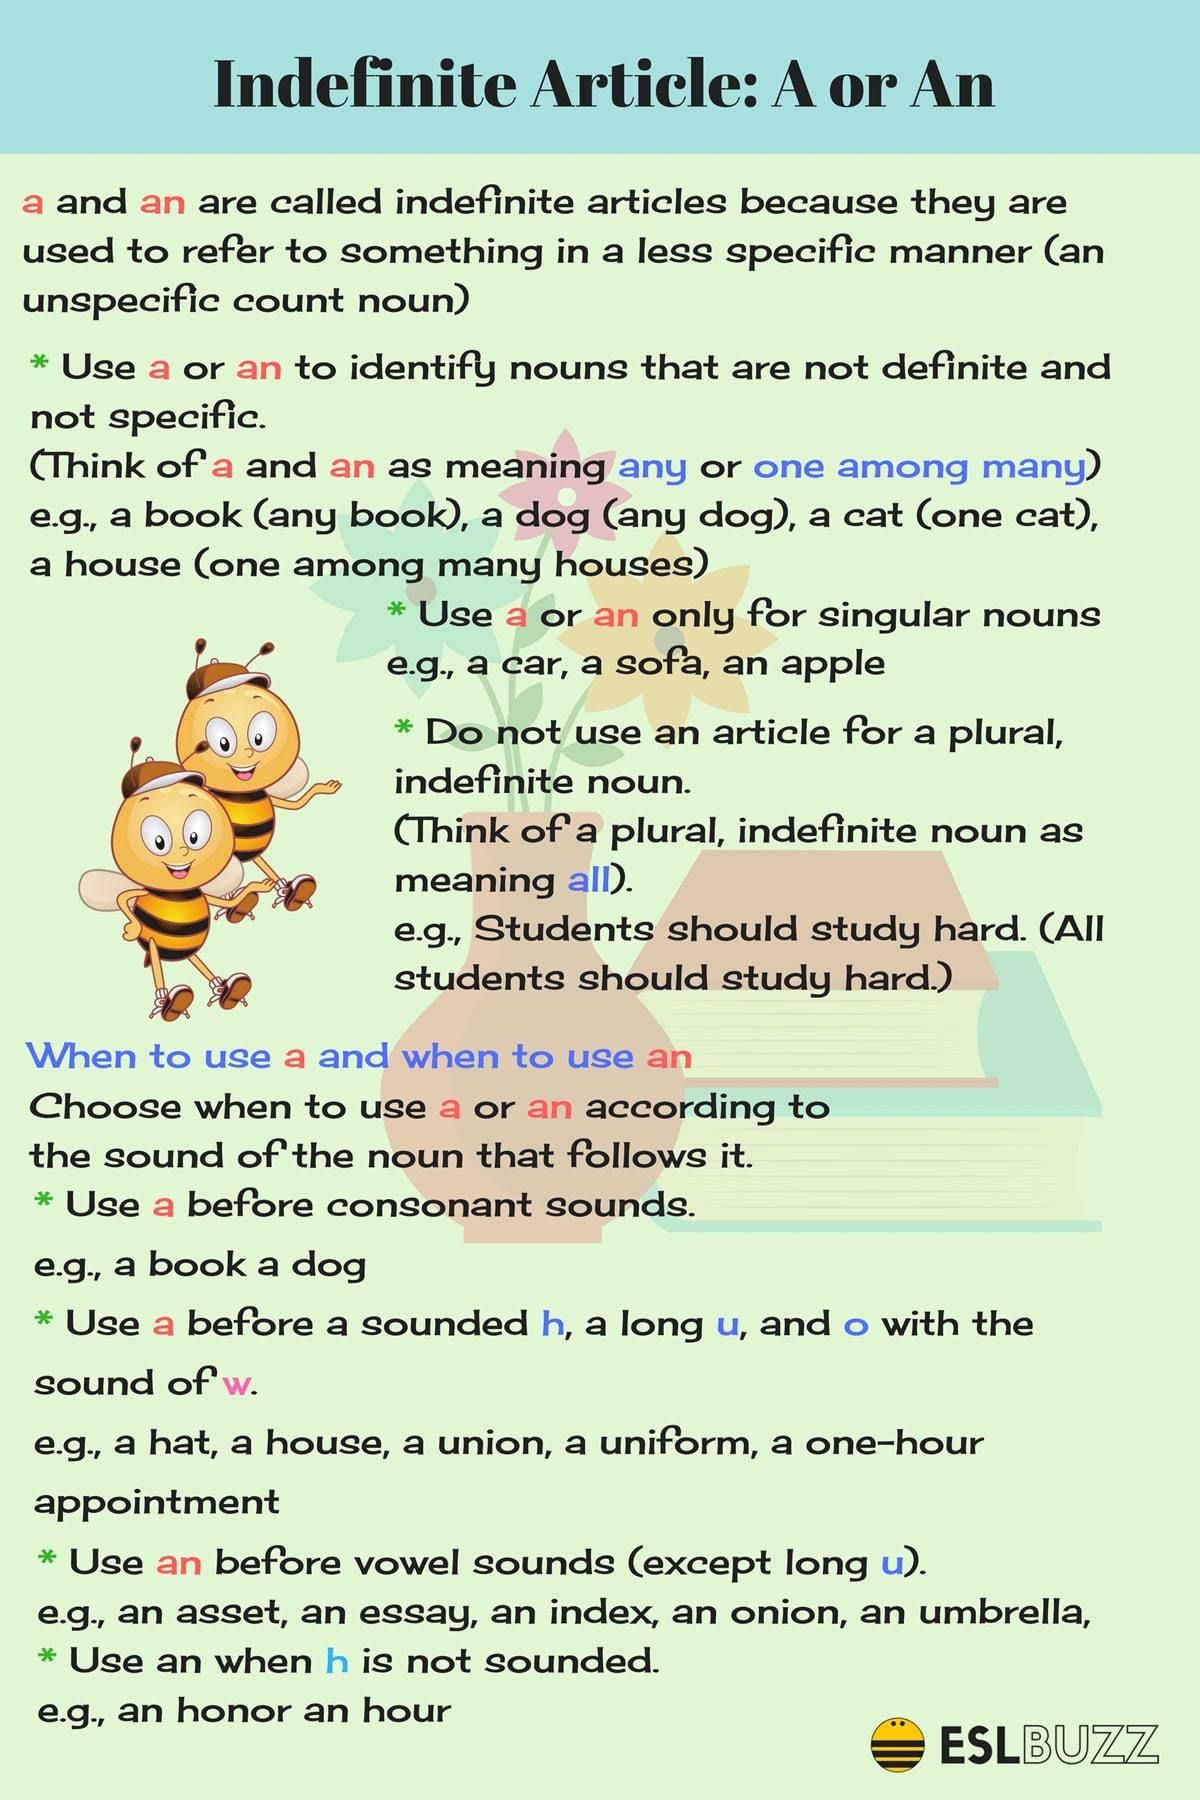 Indefinite Article: A or An
a and an are called indefinite articles because they are
used to refer to something in a less specific manner (an
unspecific count noun)
* Use a or an to identify nouns that are not definite and
not specific.
(Think of a and an as meaning any or one among many)
e.g., a book (any book), a dog (any dog), a cat (one cat),
a house (one among many houses)
* Use a or an only for singular nouns
e.g., a car, a sofa, an apple
* Do not use an article for a plural,
indefinite noun.
(Think of a plural, indefinite noun as
meaning all).
e.g., Students should study hard. (All
students should study hard.)
When to use a and when to use an
Choose when to use a or an according to
the sound of the noun that follows it.
* Use a before consonant sounds.
e.g., a book a dog
* Use a before a sounded h, a long u, and o with the
sound of w.
e.g., a hat, a house, a union, a uniform, a one-hour
appointment
* Use an before vowel sounds (except long u).
e.g., an asset, an essay, an index, an onion, an umbrella,
* Use an when h is not sounded.
e.g., an honor an hour
ESLBUZZ